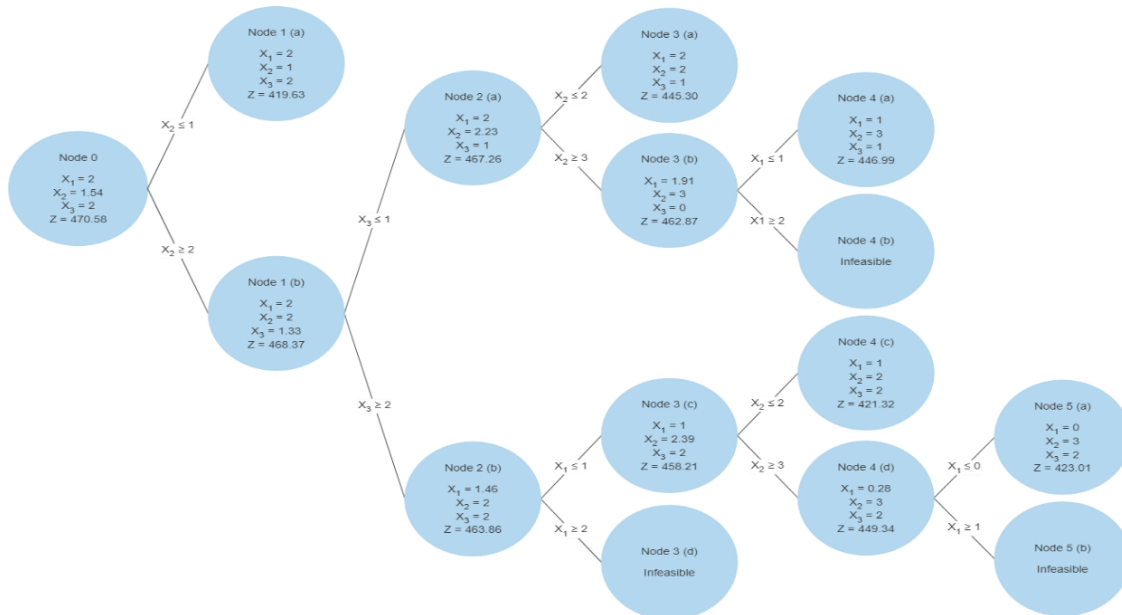 Node 0
X₁ = 2
X₂ = 1.54
X₃ = 2
Z = 470.58
X₂ ≤ 1
X₂ ≥ 2
Node 1 (a)
X₁ = 2
X₂ = 1
X₃ = 2
Z = 419.63
Node 1 (b)
X₁ = 2
X₂ = 2
X₃ = 1.33
Z = 468.37
X₃ ≤ 1
X₃ ≥ 2
Node 2 (a)
X₁ = 2
X₂ = 2.23
X₃ = 1
Z = 467.26
X₂ ≤ 2
X₂ ≥ 3
Node 2 (b)
X₁ = 1.46
X₂ = 2
X₃ = 2
Z = 463.86
X₁ ≤ 1
X₁ ≥ 2
Node 3 (a)
X₁ = 2
X₂ = 2
X₃ = 1
Z = 445.30
Node 3 (b)
X₁ = 1.91
X₂ = 3
X₃ = 0
Z = 462.87
X₁ ≤ 1
X1 ≥ 2
Node 3 (c)
X₁ = 1
X₂ = 2.39
X₃ = 2
Z = 458.21
X₂ ≤ 2
X₂ ≥ 3
Node 3 (d)
Infeasible
Node 4 (a)
X₁ = 1
X₂ = 3
X₃ = 1
Z = 446.99
Node 4 (b)
Infeasible
Node 4 (c)
X₁ = 1
X₂ = 2
X₃ = 2
Z = 421.32
Node 4 (d)
X₁ = 0.28
X₂ = 3
X₃ = 2
Z = 449.34
X₁ ≤ 0
X₁ ≥ 1
Node 5 (a)
X₁ = 0
X₂ = 3
X₃ = 2
Z = 423.01
Node 5 (b)
Infeasible